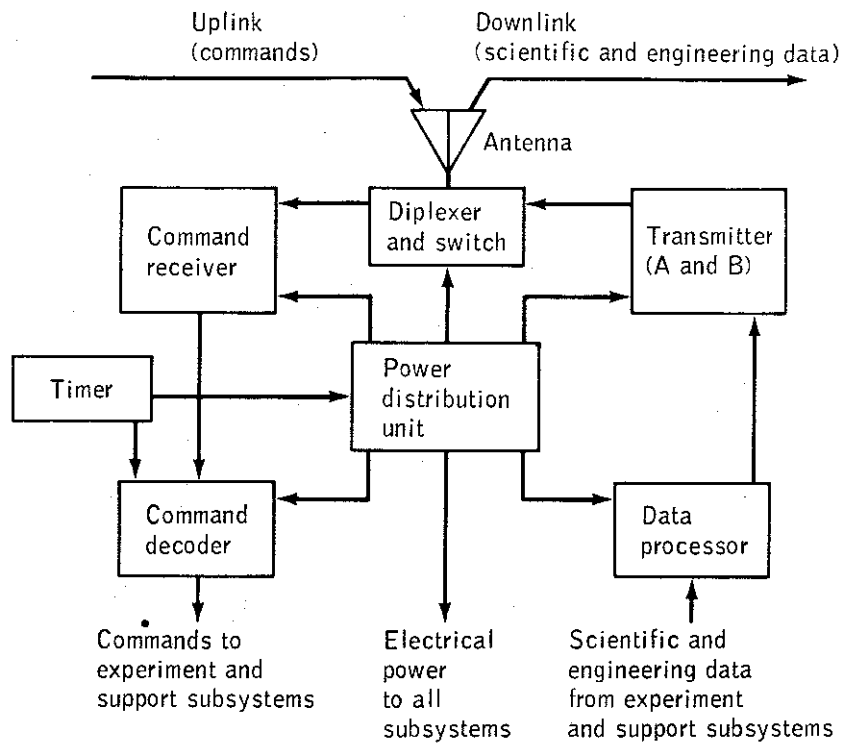 Uplink
(commands)
Downlink
(scientific and engineering data)
Antenna
Command
receiver
Diplexer
and switch
Transmitter
(A and B)
Timer
Power
distribution
unit
Command
decoder
Data
processor
Commands to
experiment and
support subsystems
Electrical
power
to all
subsystems
Scientific and
engineering data
from experiment
and support subsystems